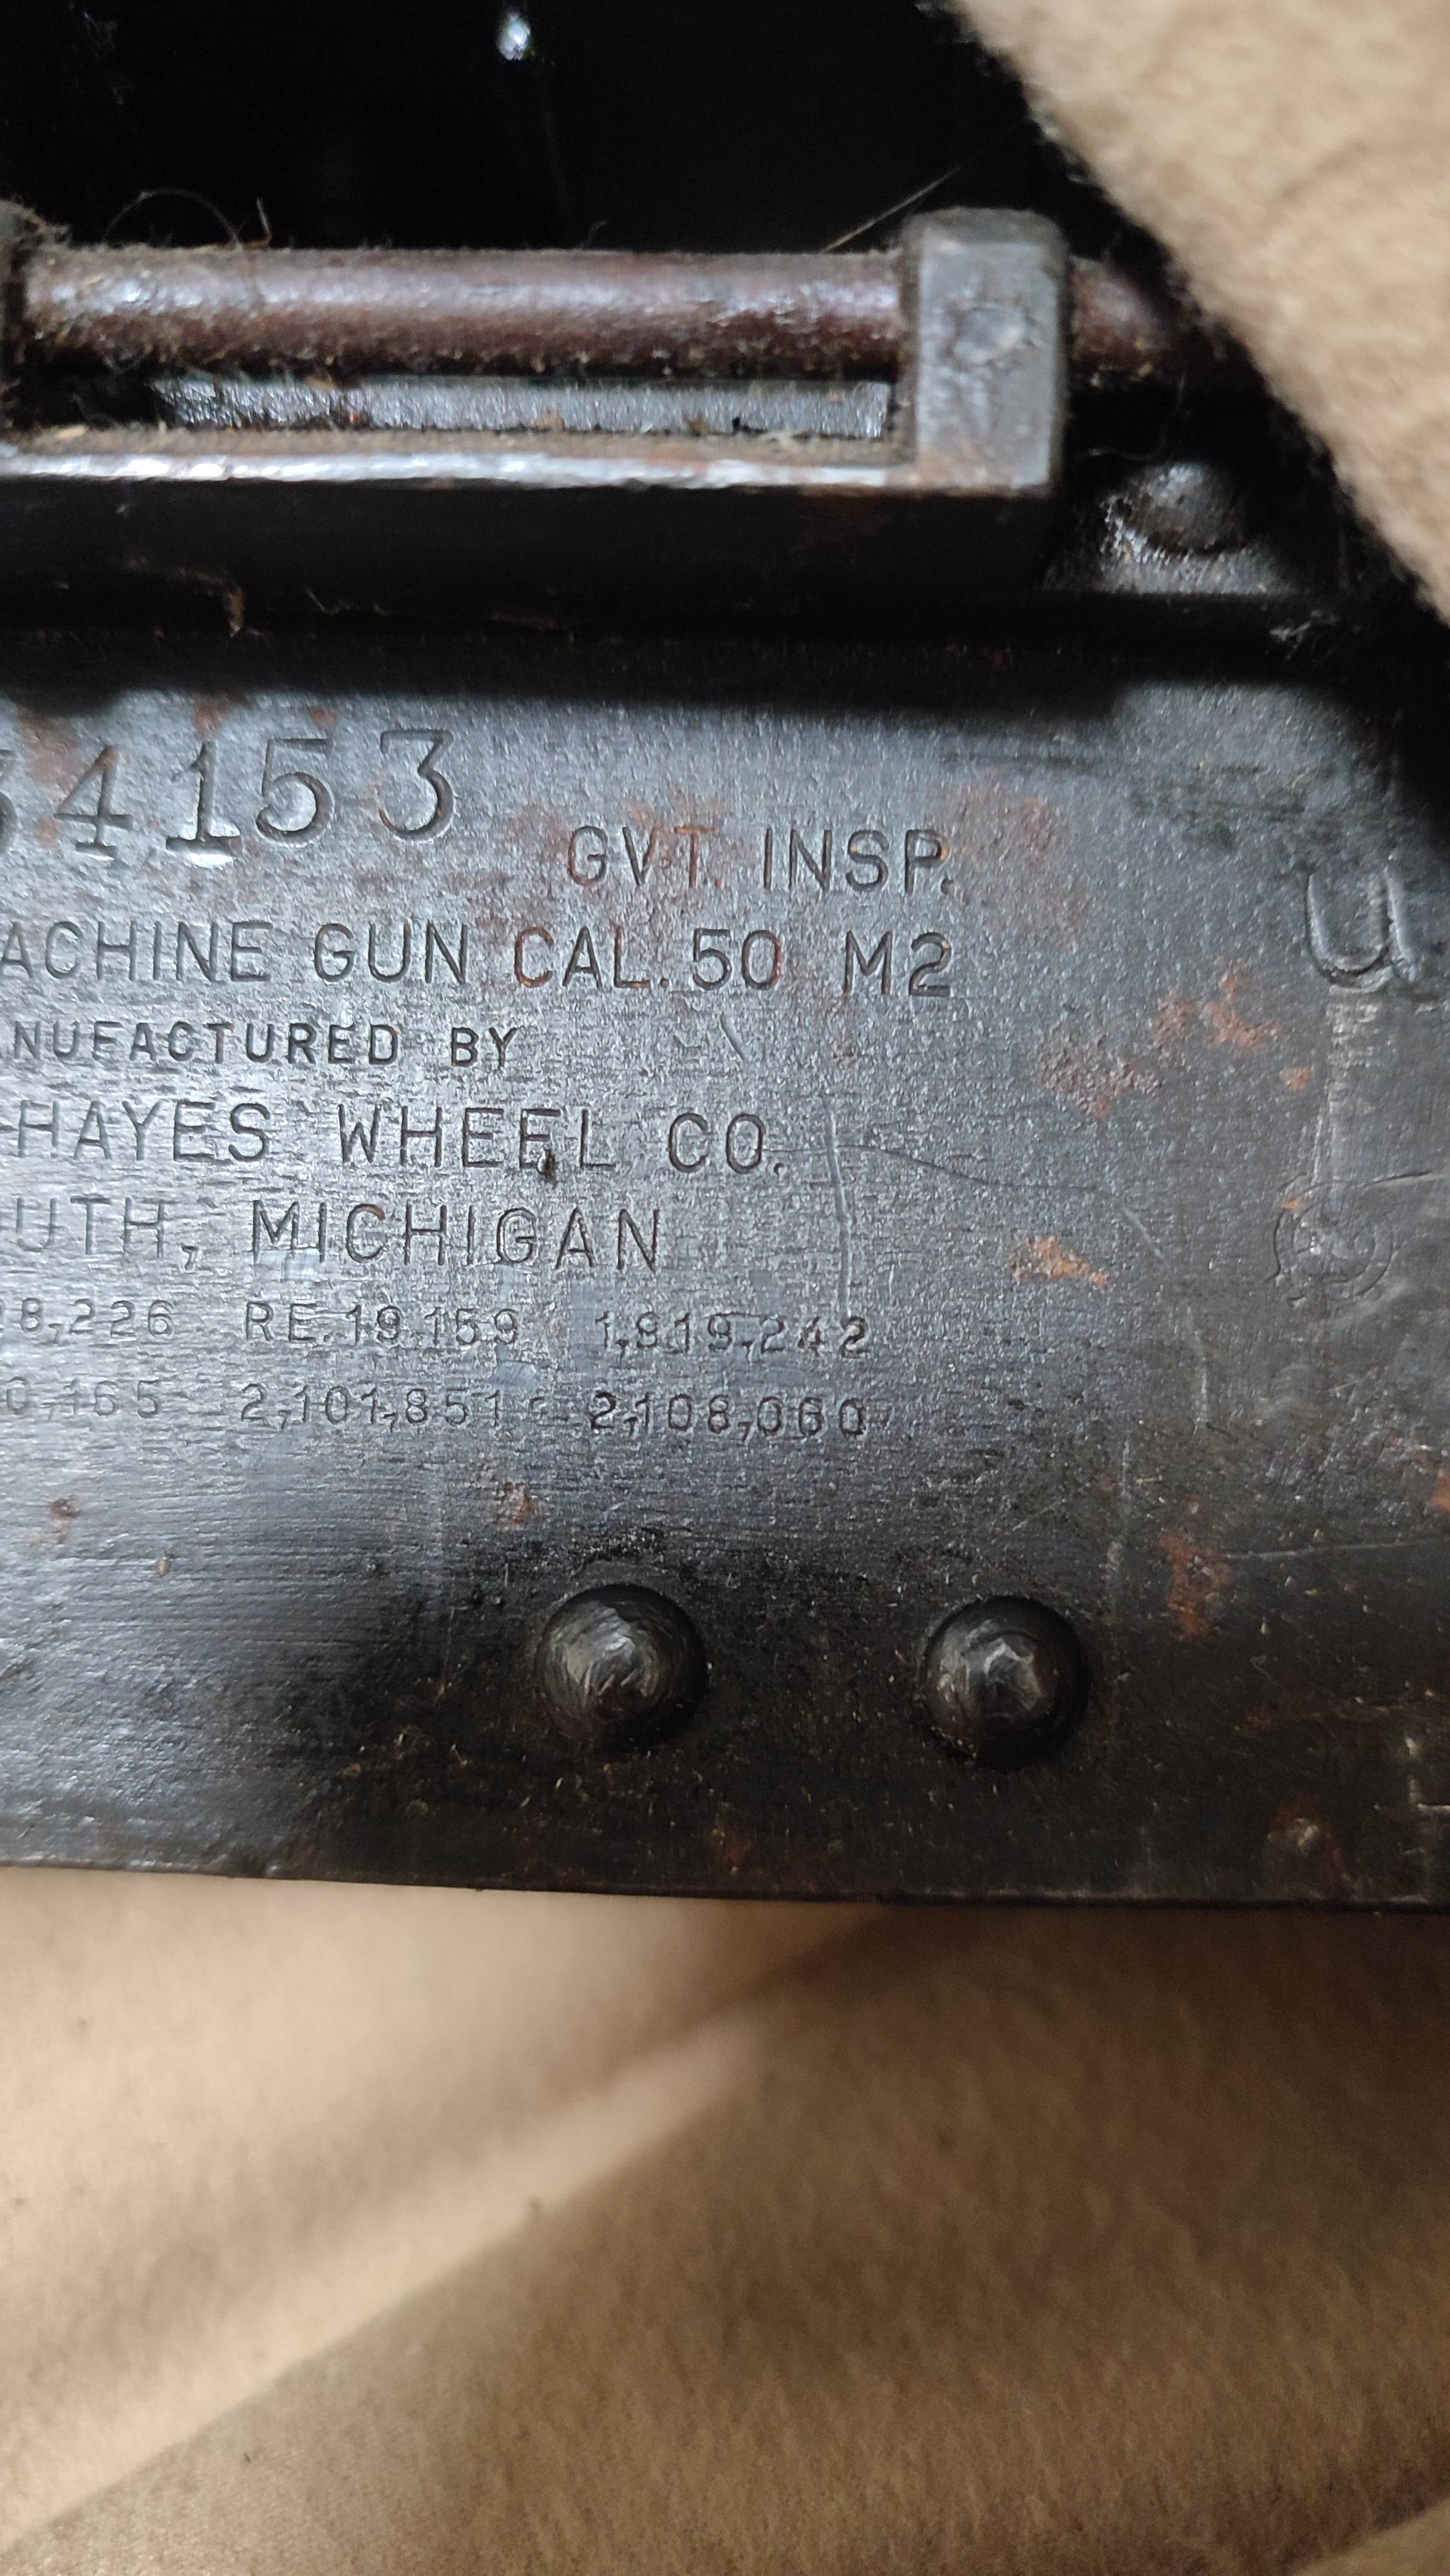 4153
GVT. INSP.
ACHINE GUN CAL. .50 M2
NUFACTURED BY
HAYES WHEEL CO.
UTH, MICHIGAN
8,226 RE.19,159 1,819,242
0,165 2,101,851 2,108,060
U